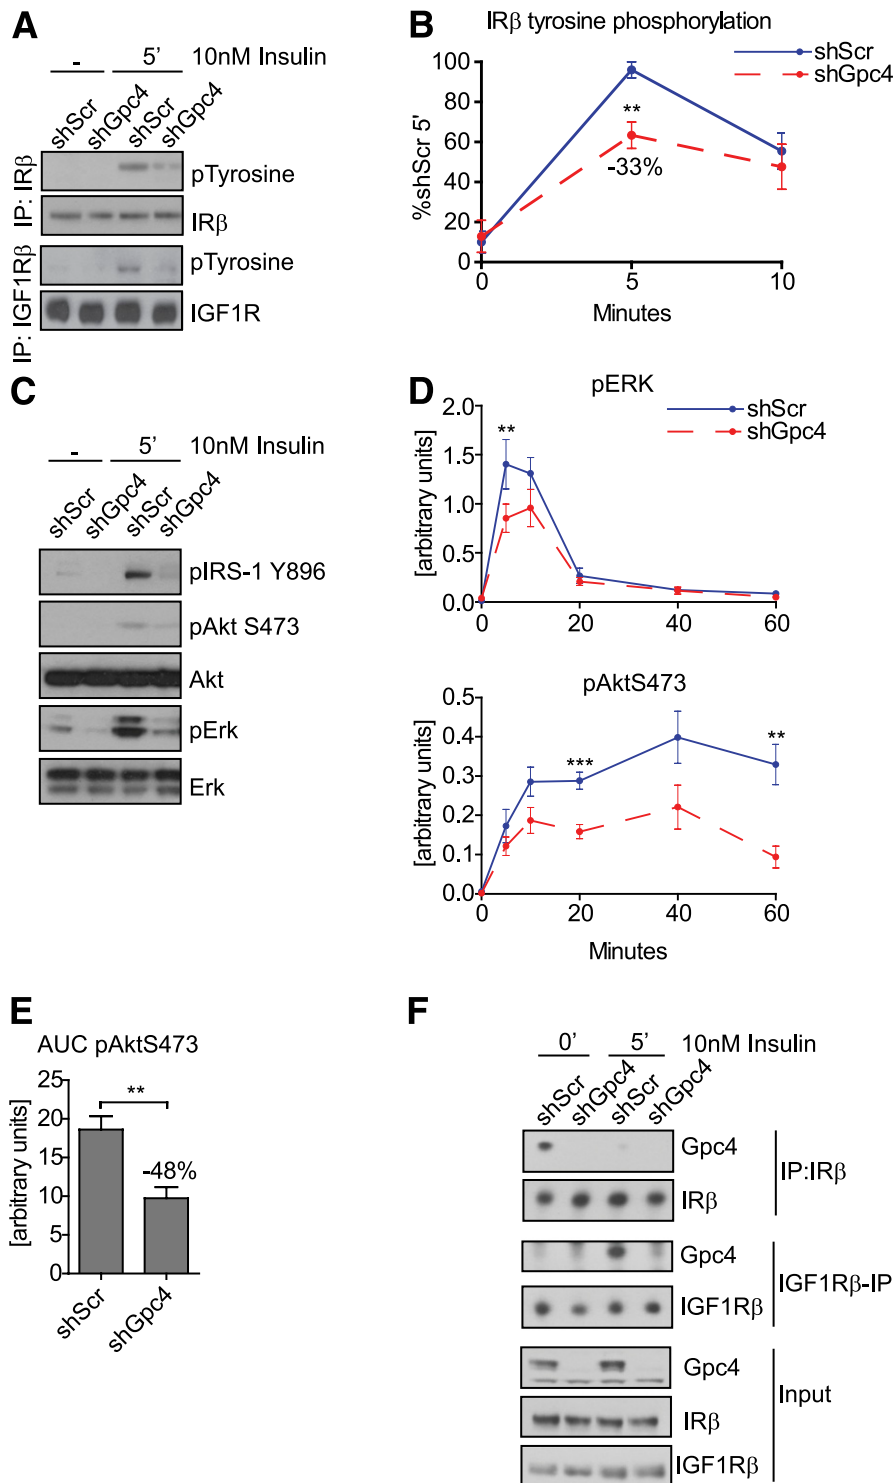 A
- 5' 10nM Insulin
shScr shGpc4 shScr shGpc4
IP: IRβ
pTyrosine
IRβ
IP: IGF1Rβ
pTyrosine
IGF1R
B
IRβ tyrosine phosphorylation
shScr
shGpc4
%shScr 5'
100
80
60
40
20
0
**
-33%
0 5 10
Minutes
C
- 5' 10nM Insulin
shScr shGpc4 shScr shGpc4
pIRS-1 Y896
pAkt S473
Akt
pErk
Erk
D
pERK
shScr
shGpc4
[arbitrary units]
2.0
1.5
1.0
0.5
0.0
**
0 20 40 60
pAktS473
[arbitrary units]
0.5
0.4
0.3
0.2
0.1
0.0
*** **
0 20 40 60
Minutes
E
AUC pAktS473
[arbitrary units]
25
20
15
10
5
0
**
-48%
shScr shGpc4
F
0' 5' 10nM Insulin
shScr shGpc4 shScr shGpc4
Gpc4
IRβ
IP:IRβ
Gpc4
IGF1Rβ
IGF1Rβ-IP
Gpc4
IRβ
IGF1Rβ
Input